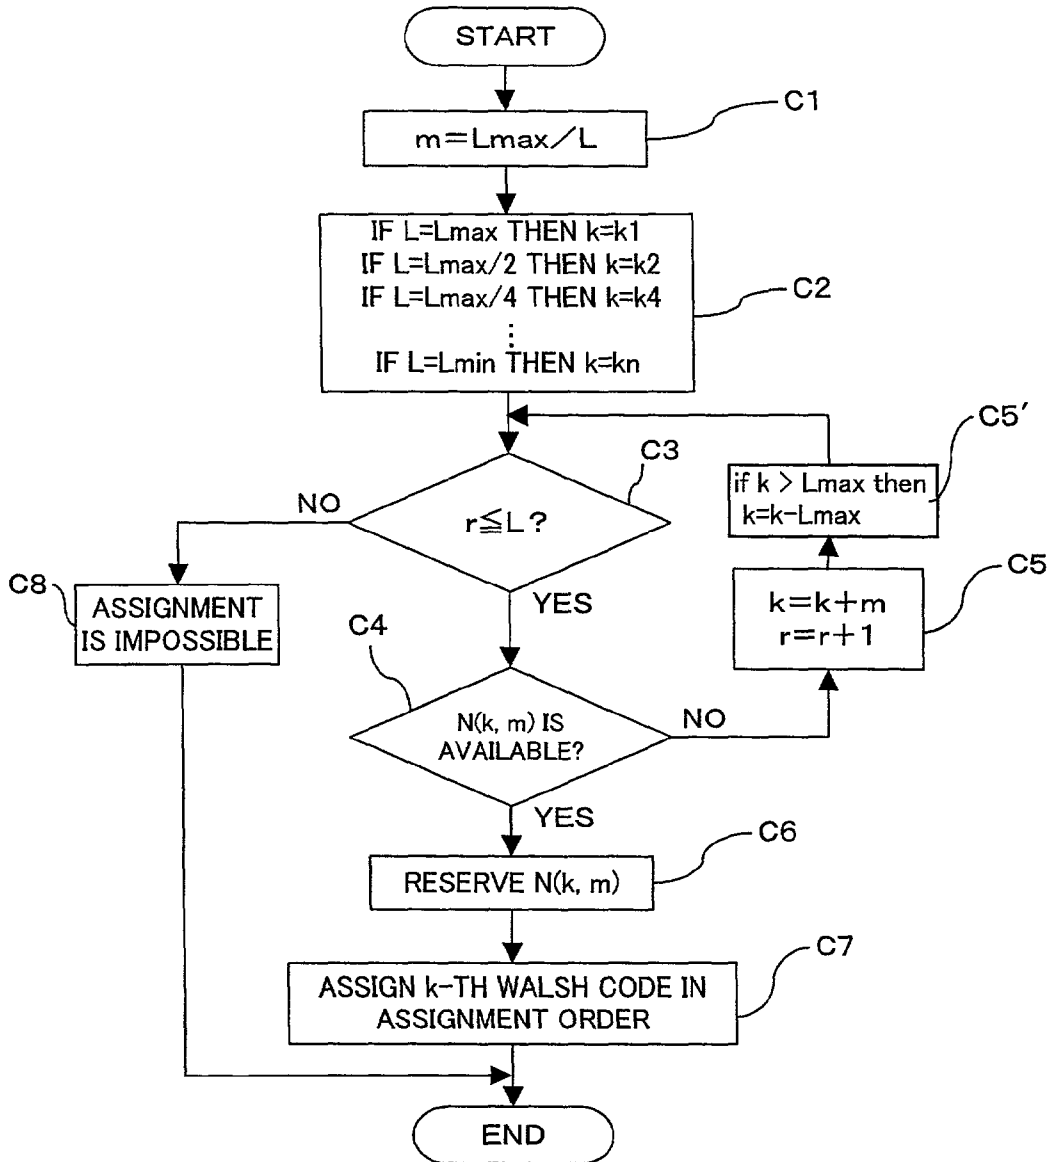 START
C1
m=Lmax/L
IF L=Lmax THEN k=k1
IF L=Lmax/2 THEN k=k2
IF L=Lmax/4 THEN k=k4
⋮
IF L=Lmin THEN k=kn
C2
C5′
if k > Lmax then
k=k-Lmax
C3
NO
r≦L?
C5
k=k+m
r=r+1
C8
ASSIGNMENT
IS IMPOSSIBLE
YES
C4
N(k, m) IS
AVAILABLE?
NO
YES
C6
RESERVE N(k, m)
C7
ASSIGN k-TH WALSH CODE IN
ASSIGNMENT ORDER
END